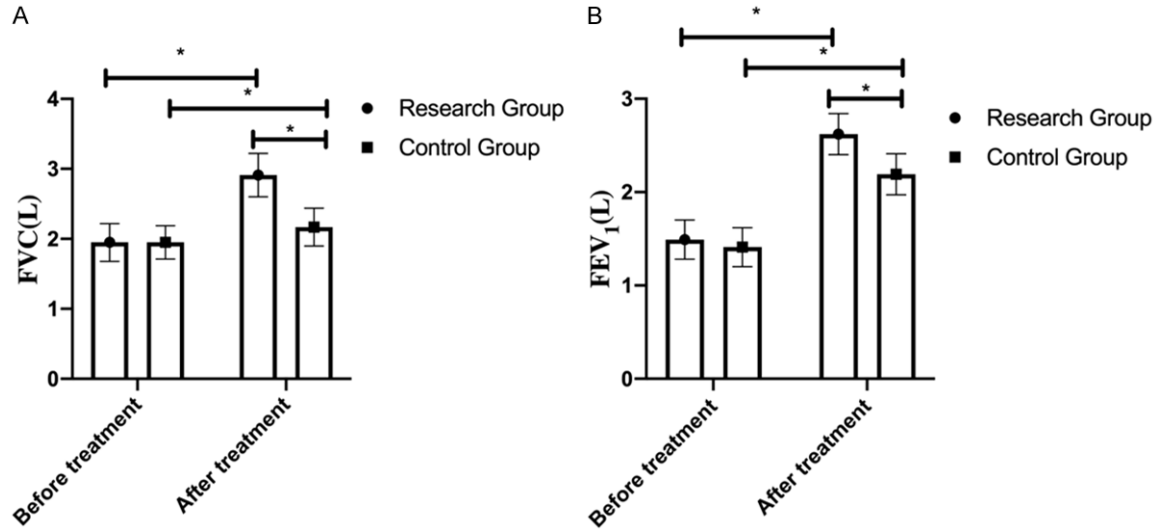 A
*
*
*
4
3
2
1
0
FVC(L)
Before treatment
After treatment
Research Group
Control Group
B
*
*
*
3
2
1
0
FEV1(L)
Before treatment
After treatment
Research Group
Control Group